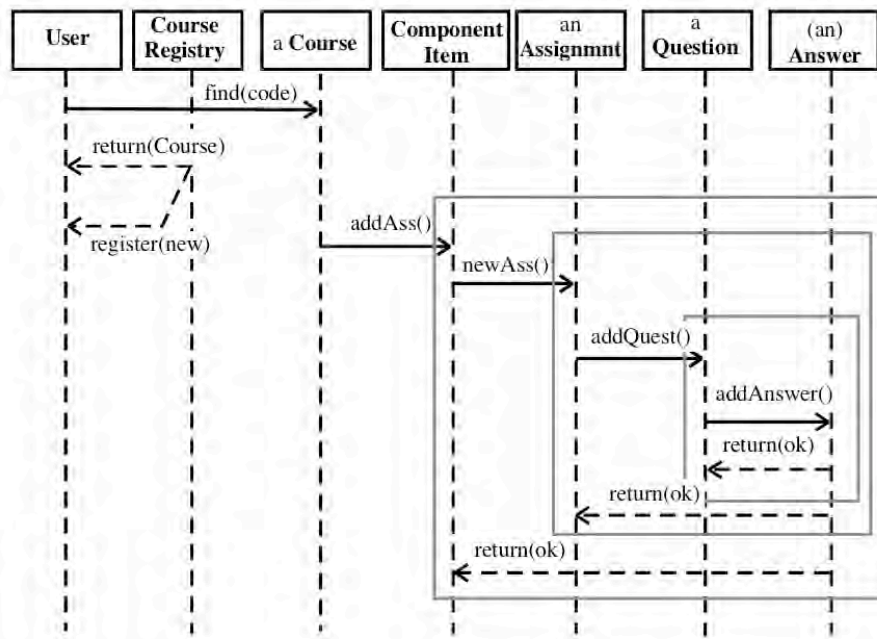 User
Course
Registry
a Course
Component
Item
an
Assignmnt
a
Question
(an)
Answer
find(code)
return(Course)
register(new)
addAss()
newAss()
addQuest()
addAnswer()
return(ok)
return(ok)
return(ok)